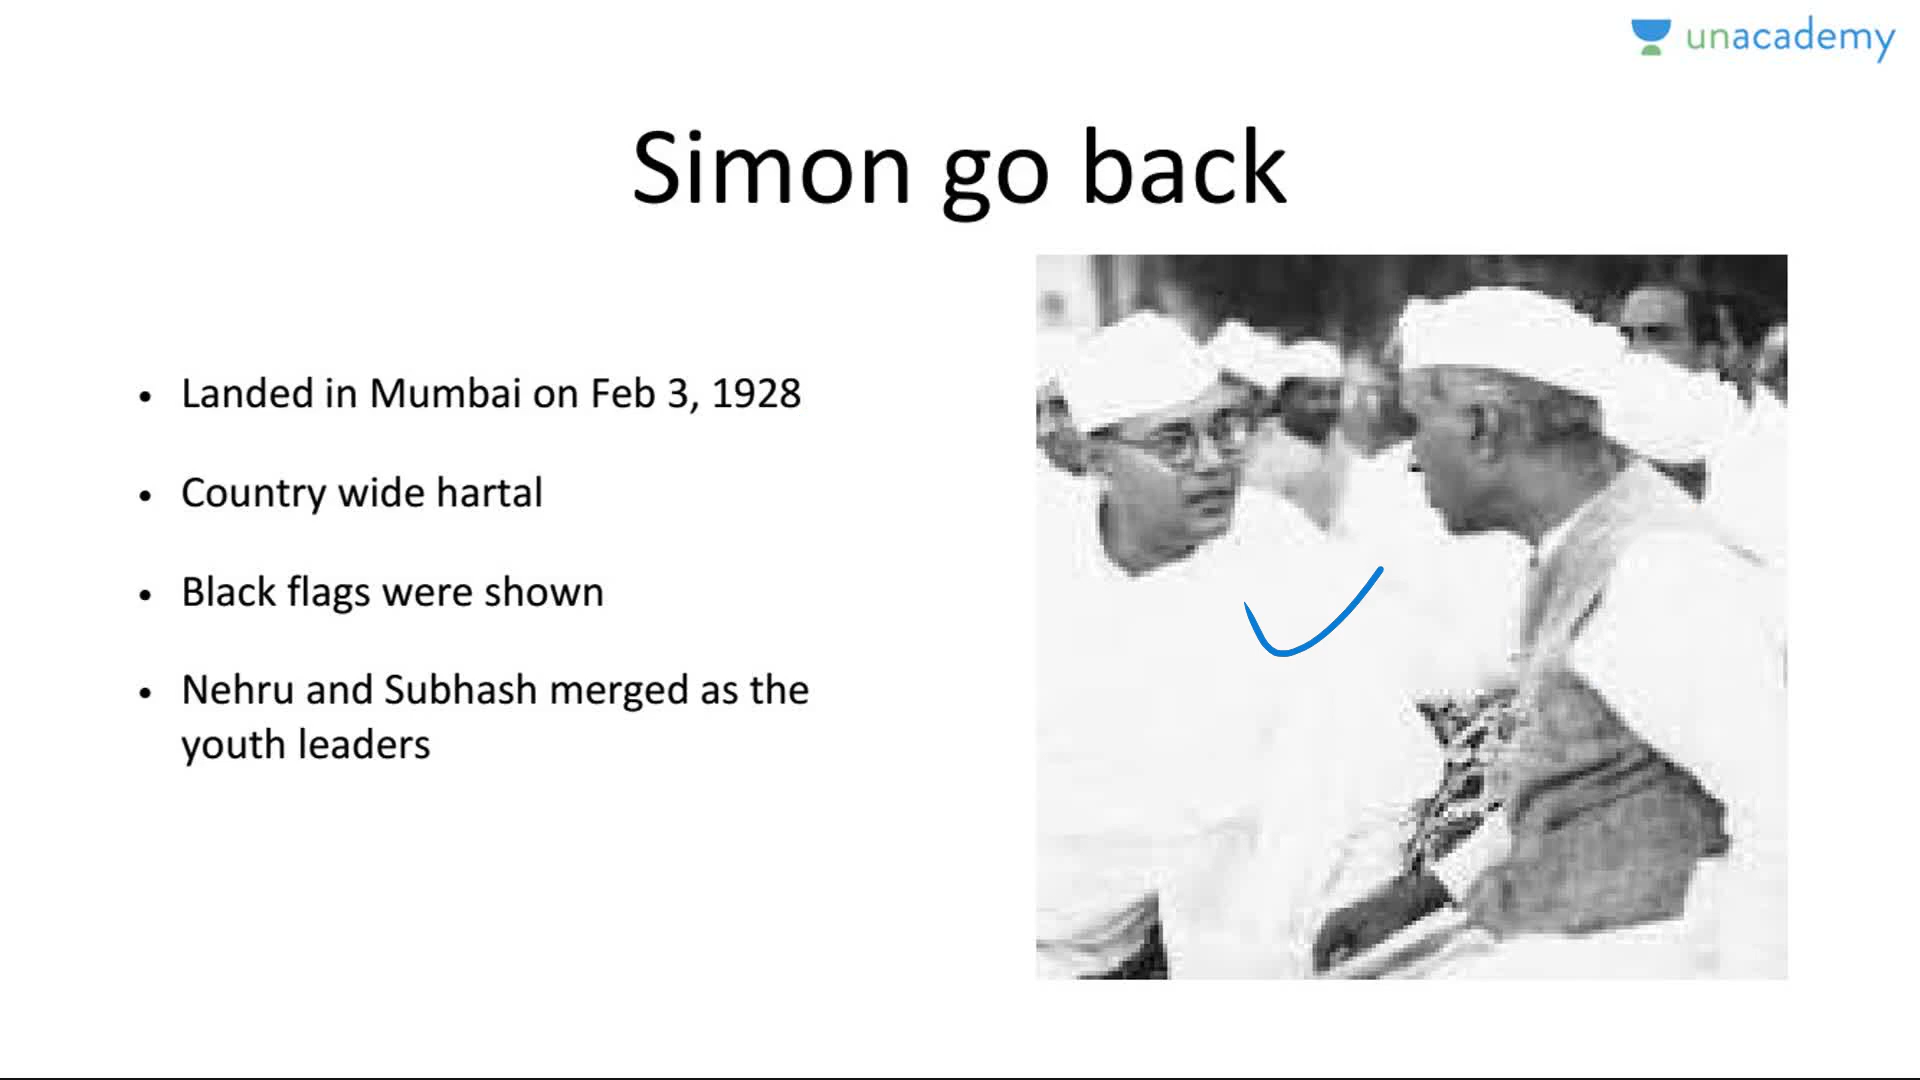 unacademy
Simon go back
• Landed in Mumbai on Feb 3, 1928
• Country wide hartal
• Black flags were shown
• Nehru and Subhash merged as the
youth leaders